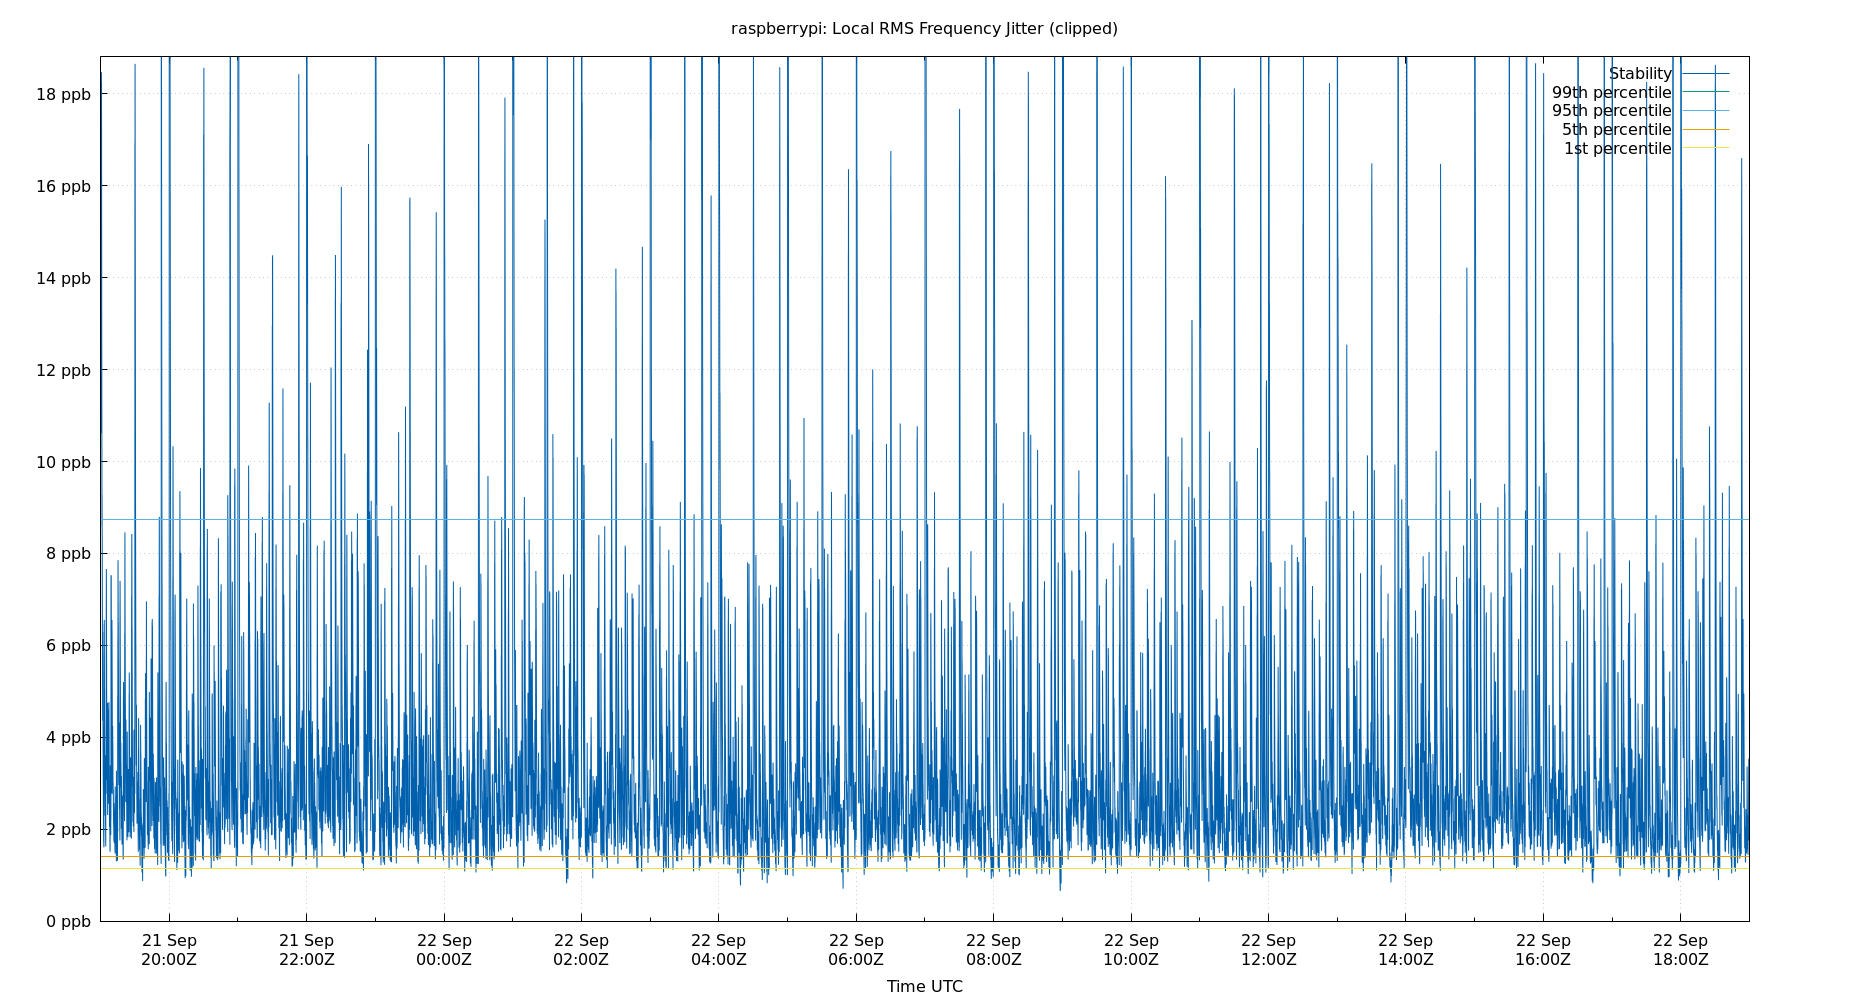 raspberrypi: Local RMS Frequency Jitter (clipped)
Stability
99th percentile
95th percentile
5th percentile
1st percentile
18 ppb
16 ppb
14 ppb
12 ppb
10 ppb
8 ppb
6 ppb
4 ppb
2 ppb
0 ppb
21 Sep 21 Sep 22 Sep 22 Sep 22 Sep 22 Sep 22 Sep 22 Sep 22 Sep 22 Sep 22 Sep 22 Sep
20:00Z 22:00Z 00:00Z 02:00Z 04:00Z 06:00Z 08:00Z 10:00Z 12:00Z 14:00Z 16:00Z 18:00Z
Time UTC